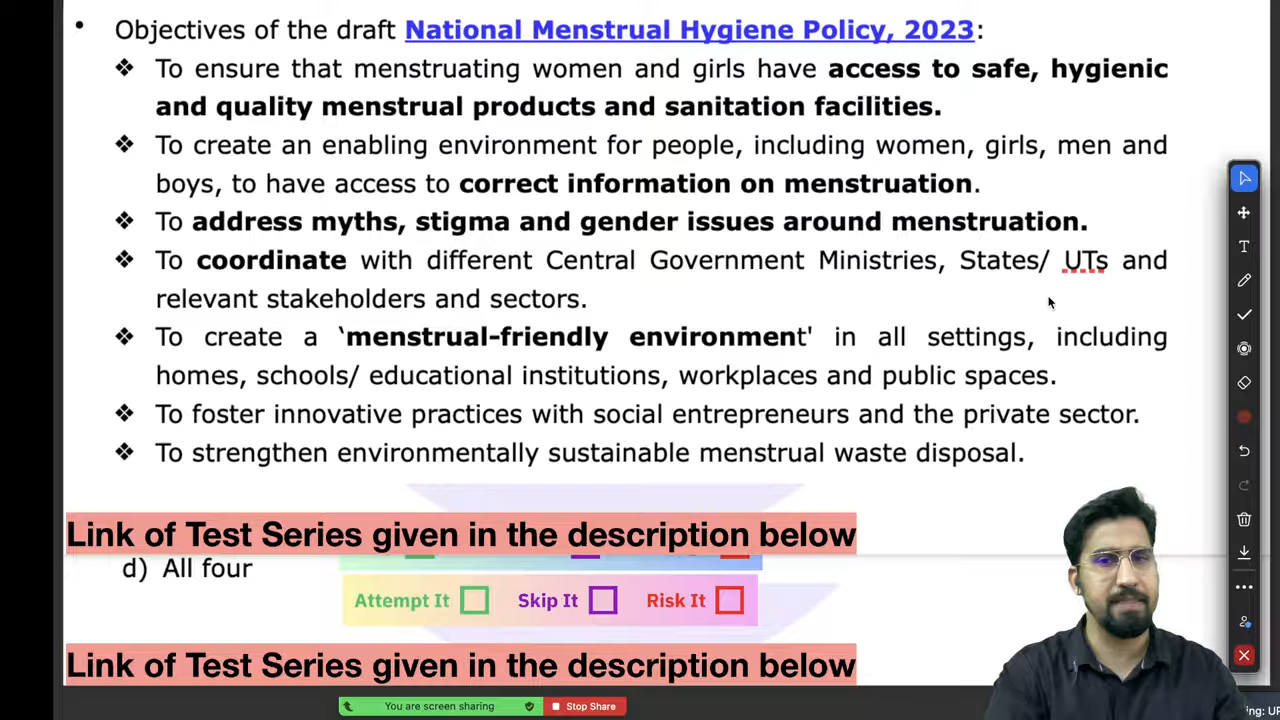 • Objectives of the draft National Menstrual Hygiene Policy, 2023:
❖ To ensure that menstruating women and girls have access to safe, hygienic
and quality menstrual products and sanitation facilities.
❖ To create an enabling environment for people, including women, girls, men and
boys, to have access to correct information on menstruation.
❖ To address myths, stigma and gender issues around menstruation.
❖ To coordinate with different Central Government Ministries, States/ UTs and
relevant stakeholders and sectors.
❖ To create a ‘menstrual-friendly environment' in all settings, including
homes, schools/ educational institutions, workplaces and public spaces.
❖ To foster innovative practices with social entrepreneurs and the private sector.
❖ To strengthen environmentally sustainable menstrual waste disposal.
Link of Test Series given in the description below
d) All four
Attempt It Skip It Risk It
Link of Test Series given in the description below
You are screen sharing Stop Share
T